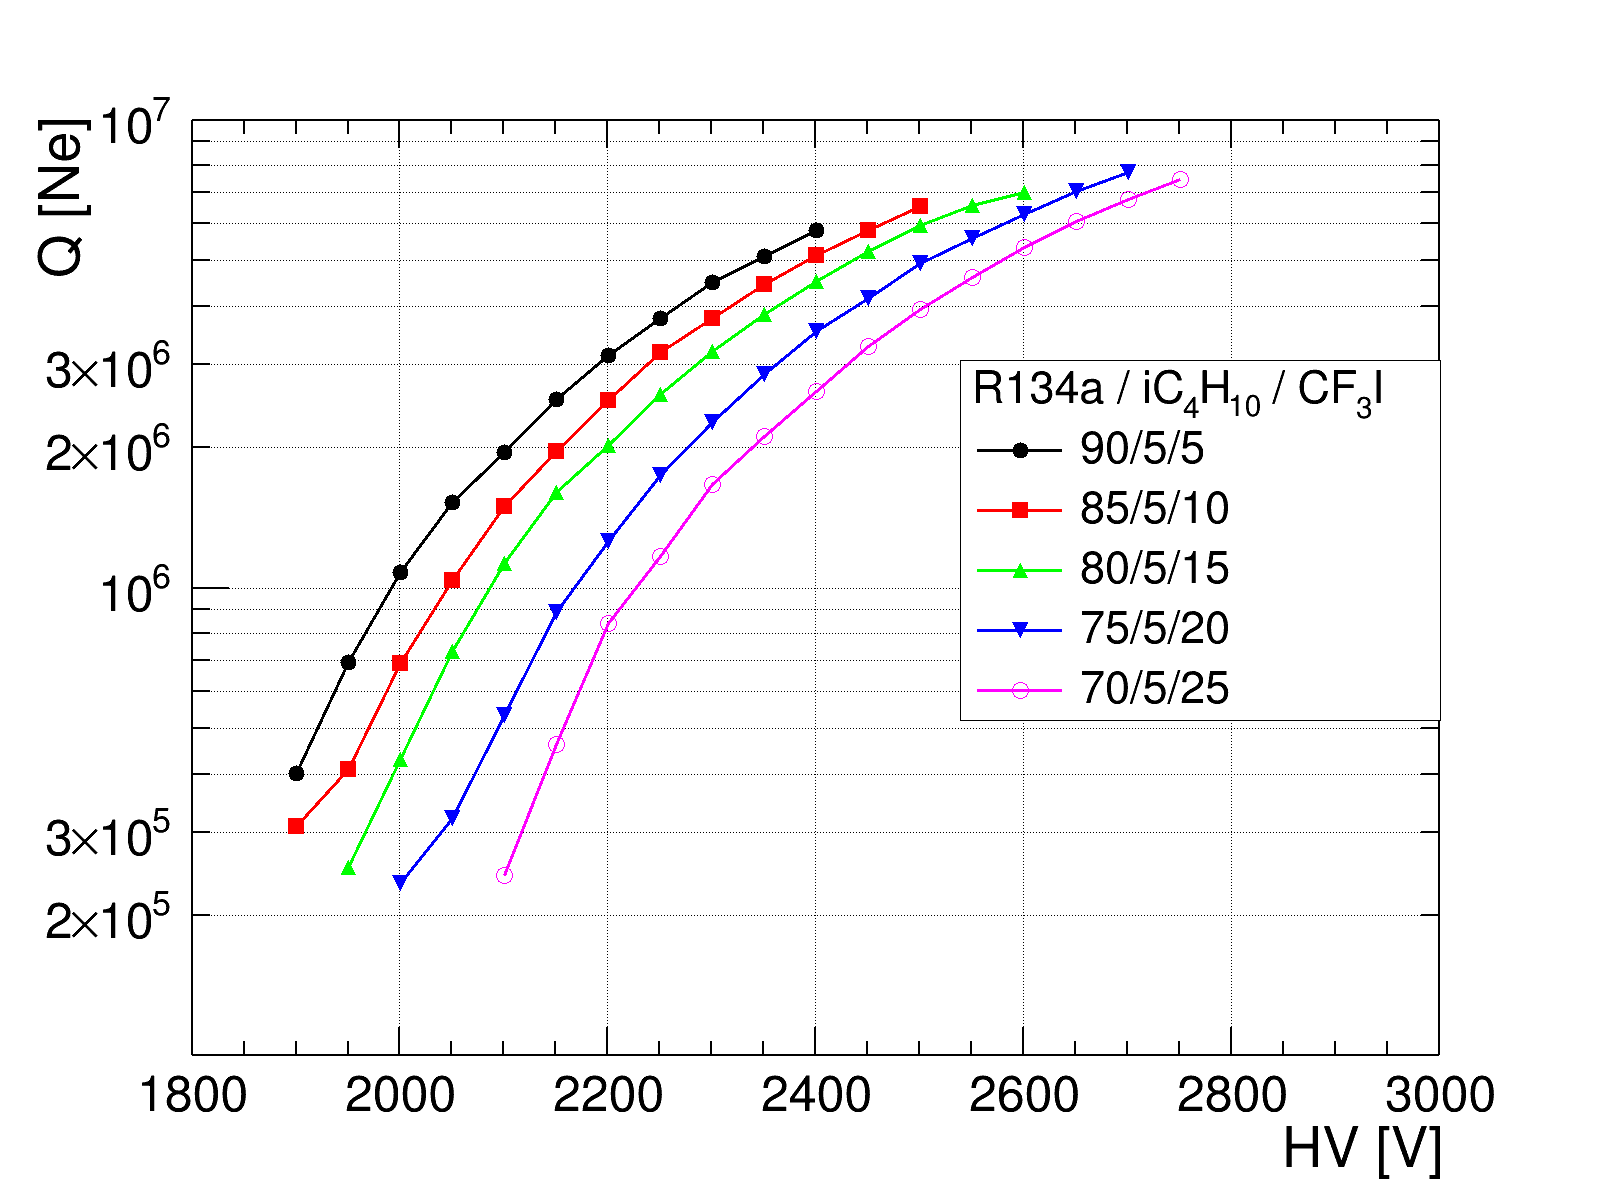 Q [Ne]
10⁷
3×10⁶
2×10⁶
10⁶
3×10⁵
2×10⁵
R134a / iC₄H₁₀ / CF₃I
90/5/5
85/5/10
80/5/15
75/5/20
70/5/25
1800 2000 2200 2400 2600 2800 3000
HV [V]